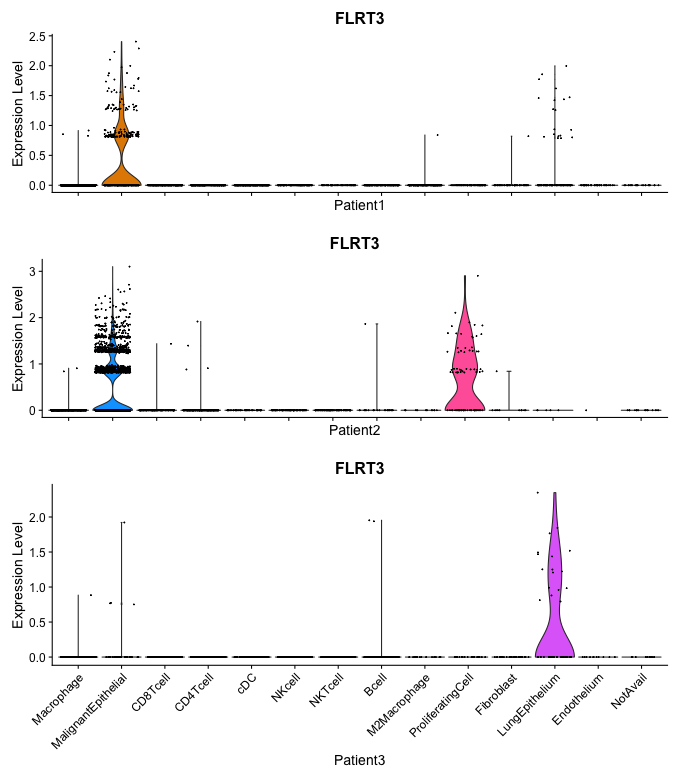 FLRT3
2.5
2.0
1.5
1.0
0.5
0.0
Expression Level
Patient1
FLRT3
3
2
1
0
Expression Level
Patient2
FLRT3
2.0
1.5
1.0
0.5
0.0
Expression Level
Macrophage
MalignantEpithelial
CD8Tcell
CD4Tcell
cDC
NKcell
NKTcell
Bcell
M2Macrophage
ProliferatingCell
Fibroblast
LungEpithelium
Endothelium
NotAvail
Patient3